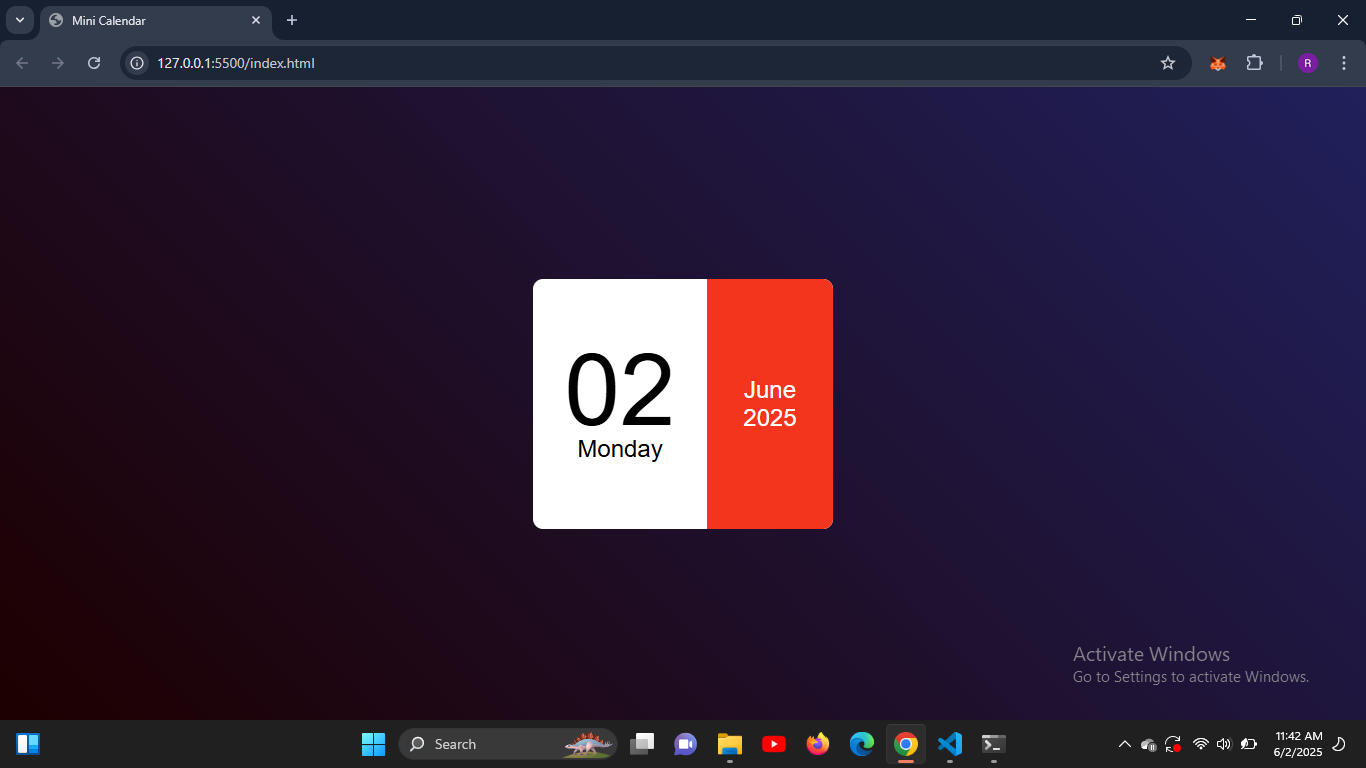 Mini Calendar
127.0.0.1:5500/index.html
R
02
Monday
June
2025
Activate Windows
Go to Settings to activate Windows.
Search
11:42 AM
6/2/2025